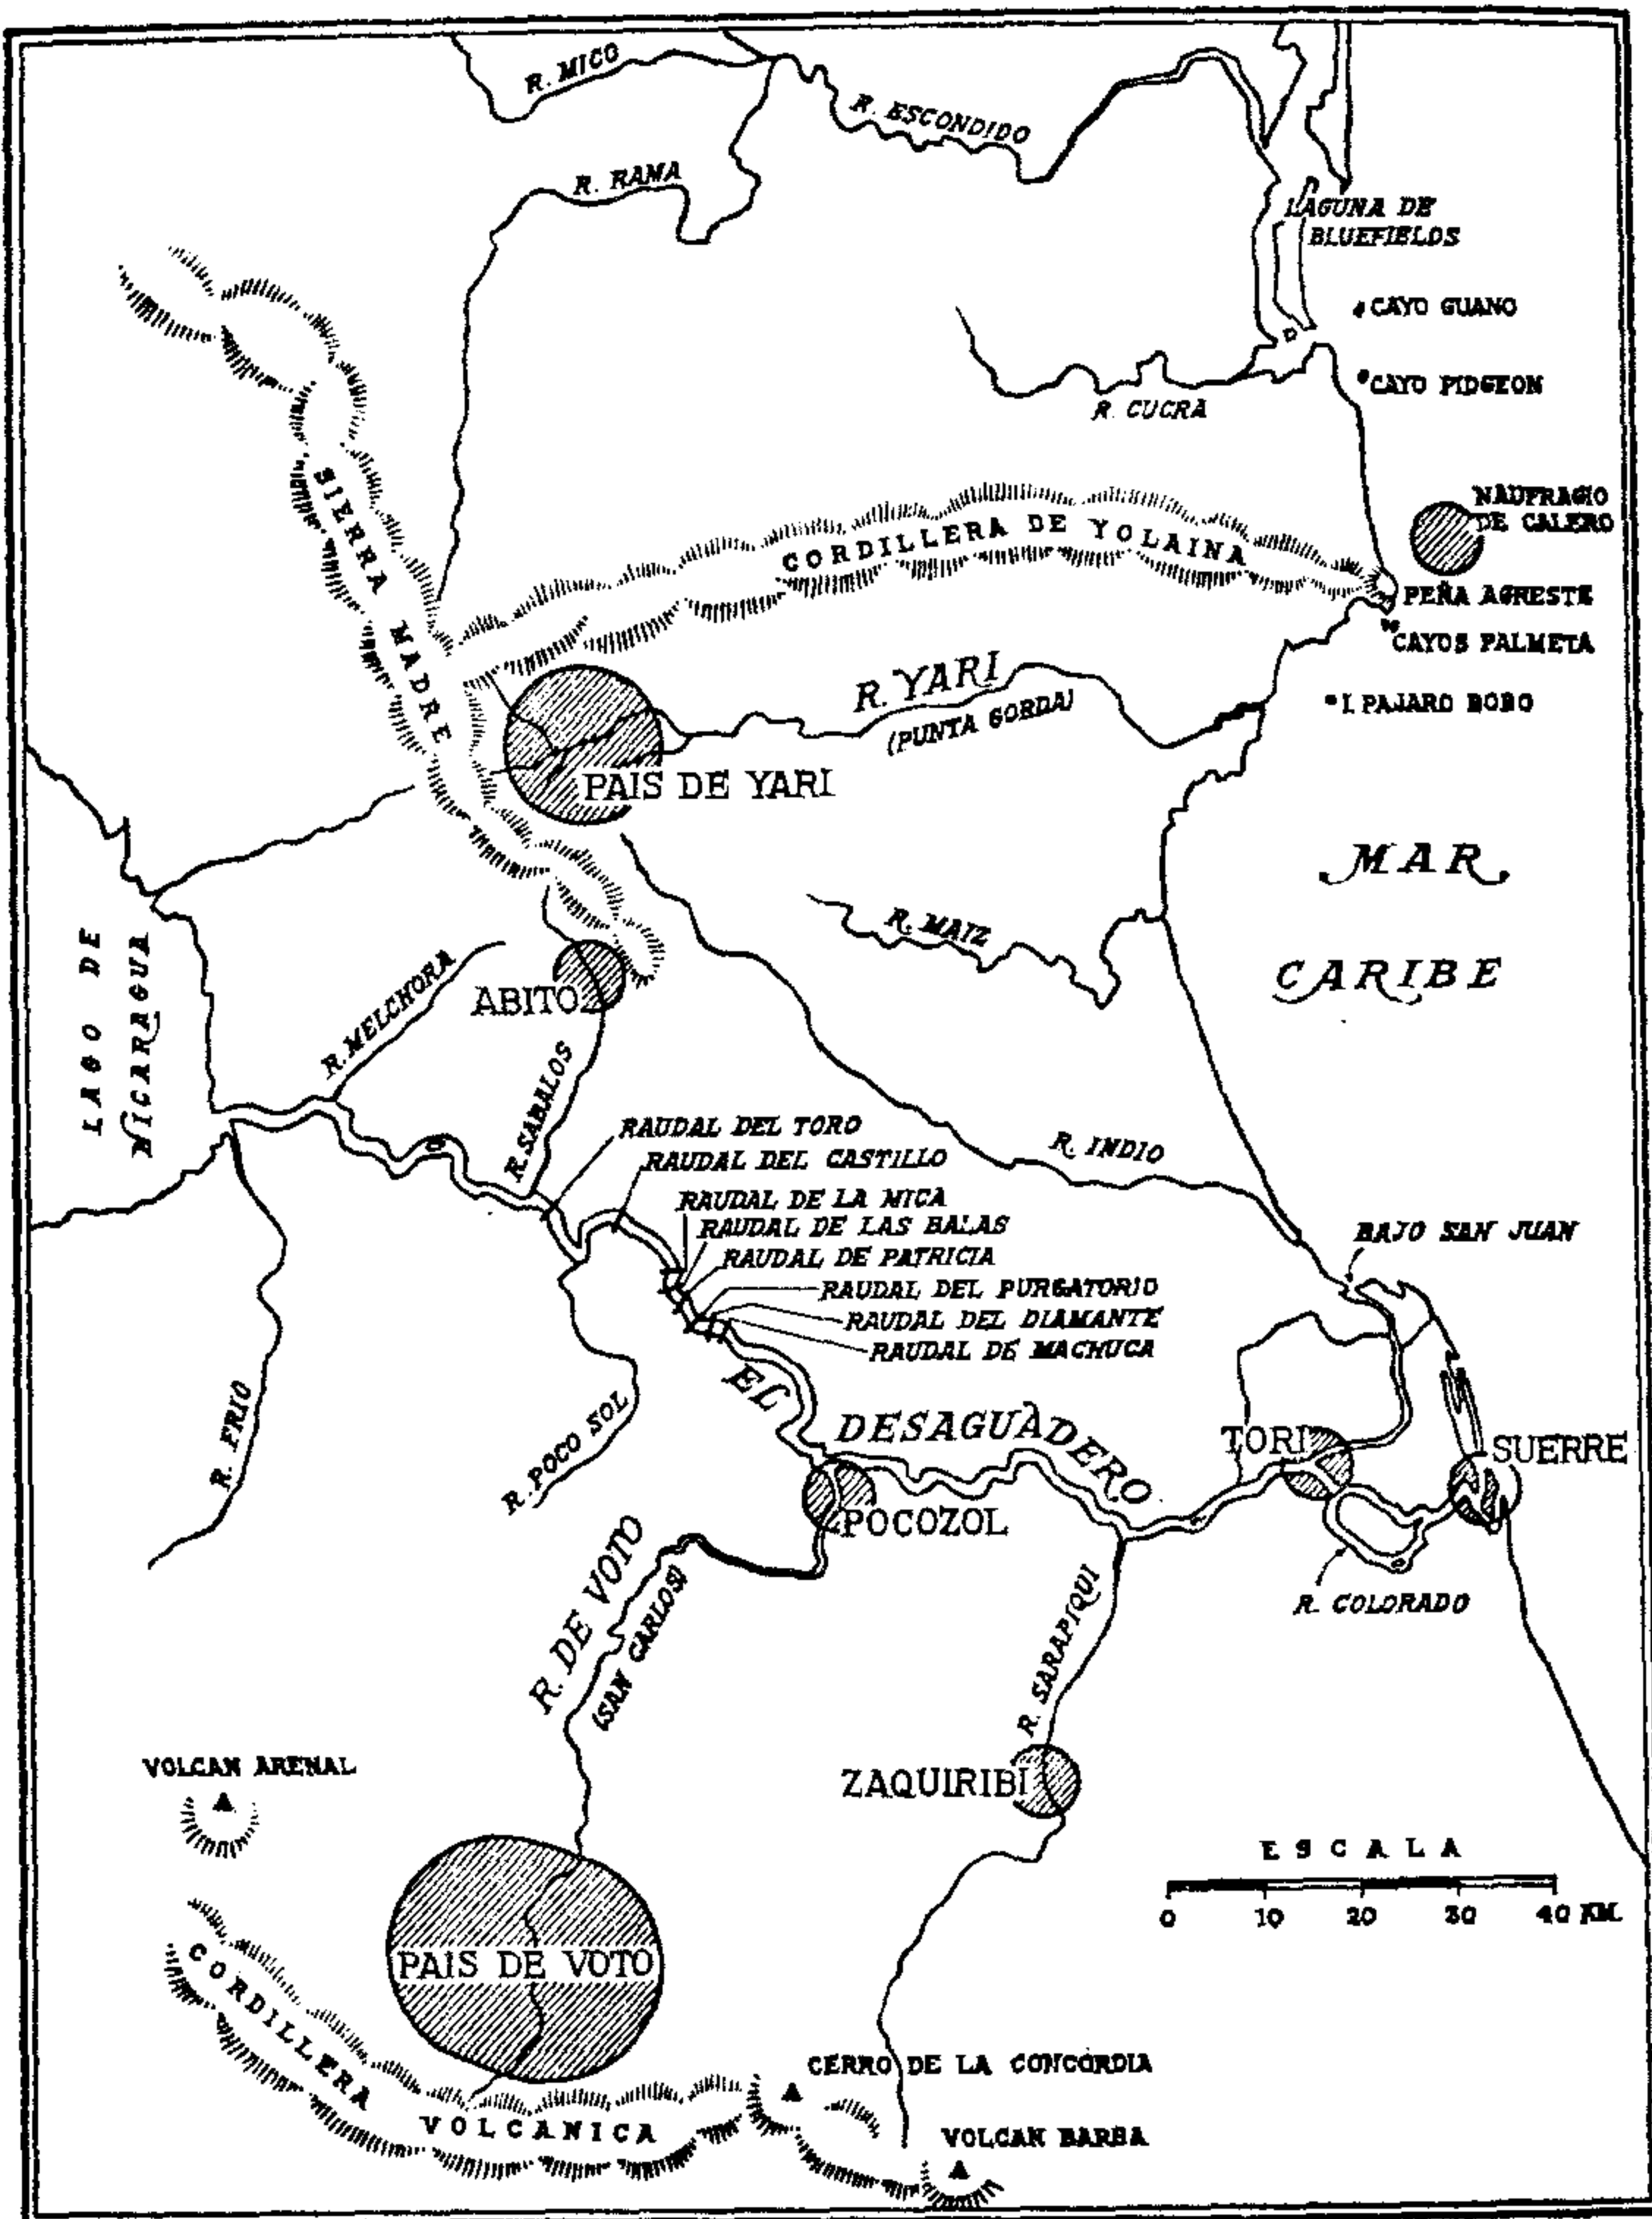 R. MICO
R. ESCONDIDO
R. RAMA
LAGUNA DE
BLUEFIELDS
CAYO GUANO
CAYO PIDGEON
R. CUCRA
SIERRA MADRE
CORDILLERA DE YOLAINA
NAUFRAGIO
DE CALERO
PEÑA AGRESTE
CAYOS PALMETA
R. YARI
(PUNTA GORDA)
I. PAJARO BOBO
PAIS DE YARI
MAR
CARIBE
LAGO DE
NICARAGUA
R. MAIZ
R. MELCHORA
ABITO
R. SABALOS
RAUDAL DEL TORO
RAUDAL DEL CASTILLO
RAUDAL DE LA MICA
RAUDAL DE LAS BALAS
RAUDAL DE PATRICIA
RAUDAL DEL PURGATORIO
RAUDAL DEL DIAMANTE
RAUDAL DE MACHUCA
R. INDIO
BAJO SAN JUAN
R. FRIO
R. POCO SOL
EL DESAGUADERO
TORI
SUERRE
POCOZOL
R. COLORADO
R. DE VOTO
(SAN CARLOS)
R. SARAPIQUI
VOLCAN ARENAL
ZAQUIRIBI
ESCALA
0 10 20 30 40 KM.
PAIS DE VOTO
CORDILLERA
VOLCANICA
CERRO DE LA CONCORDIA
VOLCAN BARBA